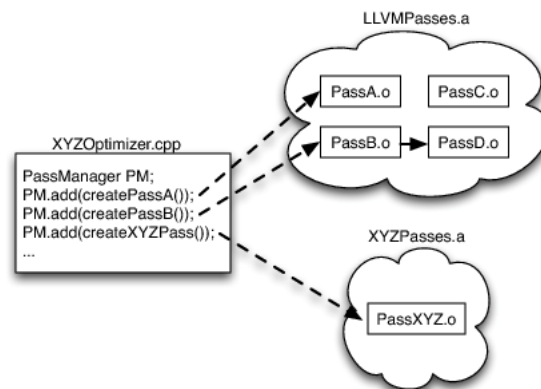 LLVMPasses.a
PassA.o
PassC.o
PassB.o
PassD.o
XYZOptimizer.cpp
PassManager PM;
PM.add(createPassA());
PM.add(createPassB());
PM.add(createXYZPass());
...
XYZPasses.a
PassXYZ.o